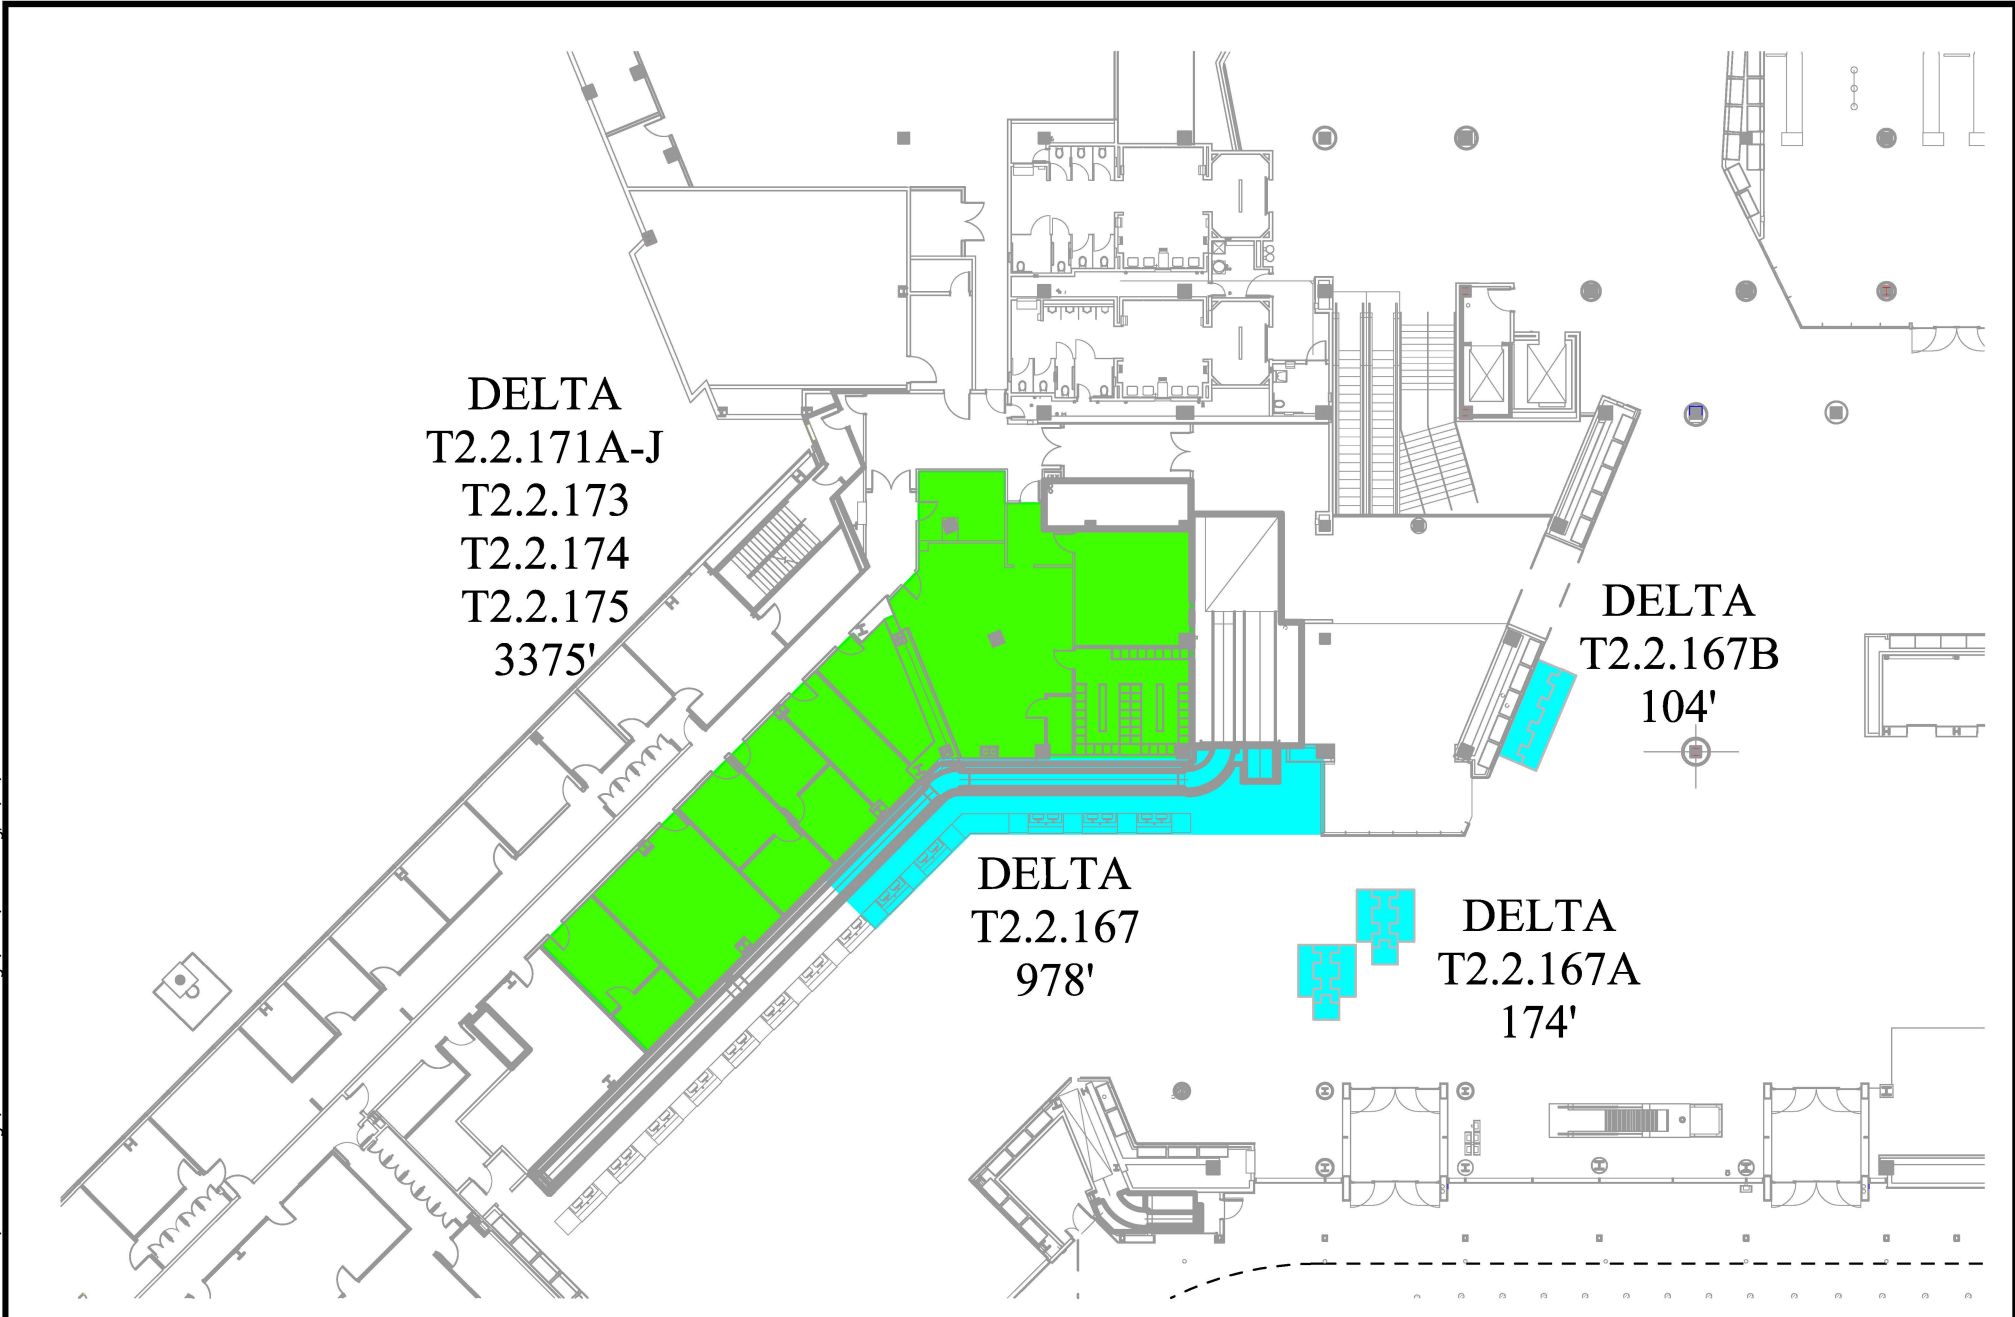 DELTA
T2.2.171A-J
T2.2.173
T2.2.174
T2.2.175
3375'
DELTA
T2.2.167B
104'
DELTA
T2.2.167
978'
DELTA
T2.2.167A
174'